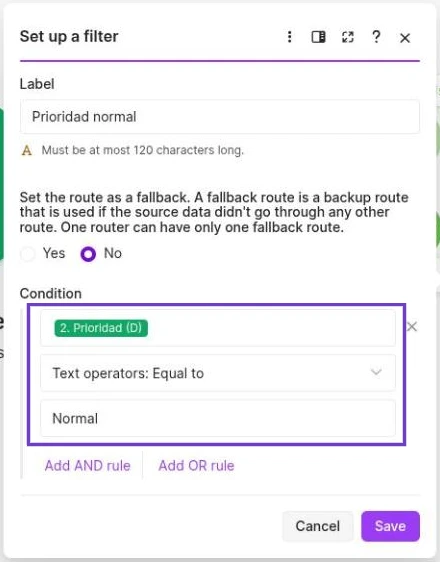 Set up a filter
Label
Prioridad normal
A Must be at most 120 characters long.
Set the route as a fallback. A fallback route is a backup route
that is used if the source data didn't go through any other
route. One router can have only one fallback route.
Yes No
Condition
2. Prioridad (D)
Text operators: Equal to
Normal
Add AND rule Add OR rule
Cancel Save